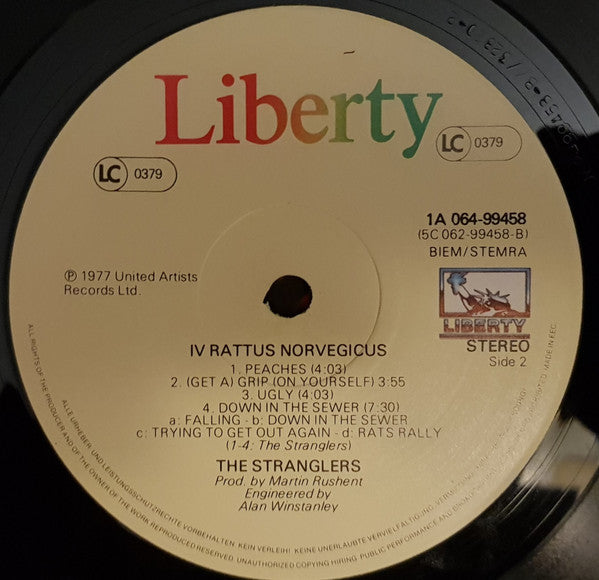 Liberty
LC 0379
LC 0379
1A 064-99458
(5C 062-99458-B)
BIEM/STEMRA
℗ 1977 United Artists
Records Ltd.
LIBERTY
STEREO
Side 2
IV RATTUS NORVEGICUS
1. PEACHES (4:03)
2. (GET A) GRIP (ON YOURSELF) 3:55
3. UGLY (4:03)
4. DOWN IN THE SEWER (7:30)
a: FALLING - b: DOWN IN THE SEWER
c: TRYING TO GET OUT AGAIN - d: RATS RALLY
(1-4: The Stranglers)
THE STRANGLERS
Prod. by Martin Rushent
Engineered by
Alan Winstanley
ALLE URHEBER- UND LEISTUNGSSCHUTZRECHTE VORBEHALTEN. KEIN VERLEIH! KEINE UNERLAUBTE VERVIELFÄLTIGUNG,
ALL RIGHTS OF THE PRODUCER AND OF THE OWNER OF THE WORK REPRODUCED RESERVED. UNAUTHORIZED COPYING HIRING, PUBLIC PERFORMANCE AND
MADE IN EEC.